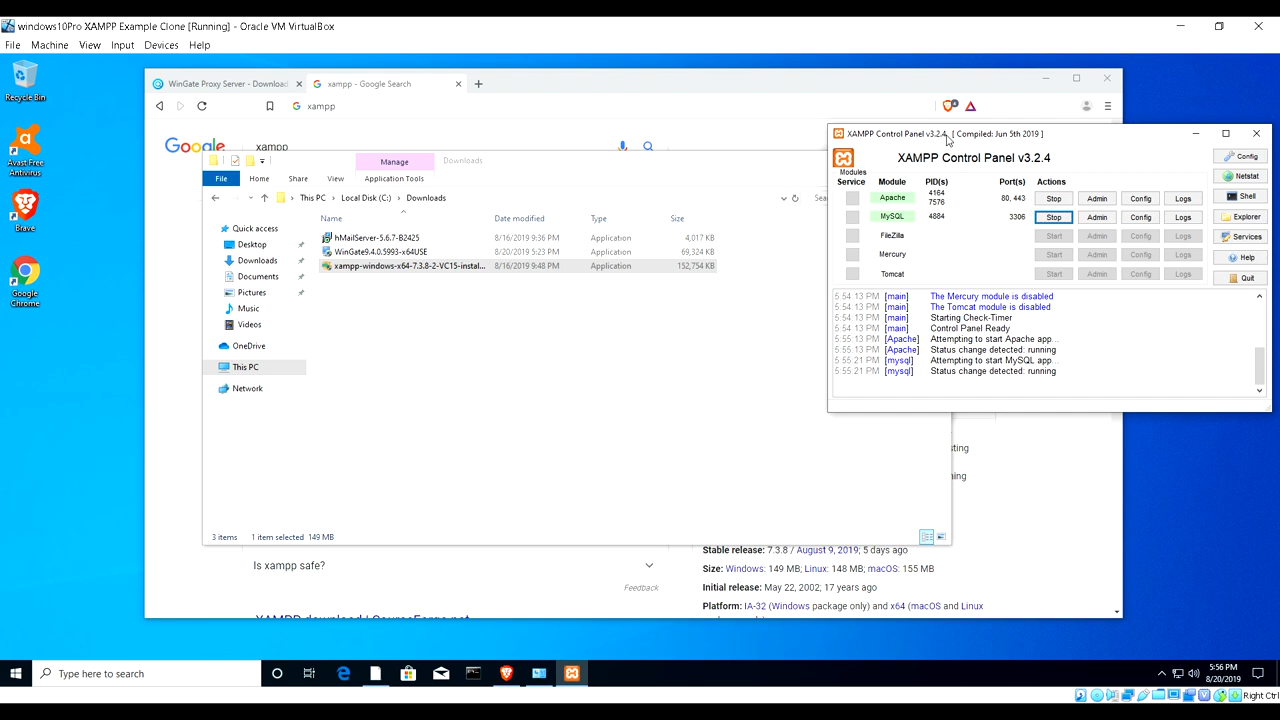 windows10Pro XAMPP Example Clone [Running] - Oracle VM VirtualBox
File Machine View Input Devices Help
Recycle Bin
Avast Free Antivirus
Brave
Google Chrome
WinGate Proxy Server - Download
xampp - Google Search
xampp
Google
xampp
Manage
Downloads
File Home Share View Application Tools
This PC Local Disk (C:) Downloads
Sea
Name Date modified Type Size
Quick access
Desktop
Downloads
Documents
Pictures
Music
Videos
OneDrive
This PC
Network
hMailServer-5.6.7-B2425 8/16/2019 9:36 PM Application 4,017 KB
WinGate9.4.0.5993-x64USE 8/20/2019 5:23 PM Application 69,324 KB
xampp-windows-x64-7.3.8-2-VC15-instal... 8/16/2019 9:48 PM Application 152,754 KB
3 items 1 item selected 149 MB
XAMPP Control Panel v3.2.4 [ Compiled: Jun 5th 2019 ]
XAMPP Control Panel v3.2.4
Modules
Service Module PID(s) Port(s) Actions
Apache 4164 7576 80, 443 Stop Admin Config Logs
MySQL 4884 3306 Stop Admin Config Logs
FileZilla Start Admin Config Logs
Mercury Start Admin Config Logs
Tomcat Start Admin Config Logs
Config
Netstat
Shell
Explorer
Services
Help
Quit
5:54:13 PM [main] The Mercury module is disabled
5:54:13 PM [main] The Tomcat module is disabled
5:54:13 PM [main] Starting Check-Timer
5:54:13 PM [main] Control Panel Ready
5:55:13 PM [Apache] Attempting to start Apache app...
5:55:13 PM [Apache] Status change detected: running
5:55:21 PM [mysql] Attempting to start MySQL app...
5:55:21 PM [mysql] Status change detected: running
sting
ning
Stable release: 7.3.8 / August 9, 2019; 5 days ago
Size: Windows: 149 MB, Linux: 148 MB, macOS: 155 MB
Initial release: May 22, 2002; 17 years ago
Platform: IA-32 (Windows package only) and x64 (macOS and Linux
Is xampp safe?
Feedback
XAMPP download | SourceForge.net
Type here to search
5:56 PM
8/20/2019
Right Ctrl